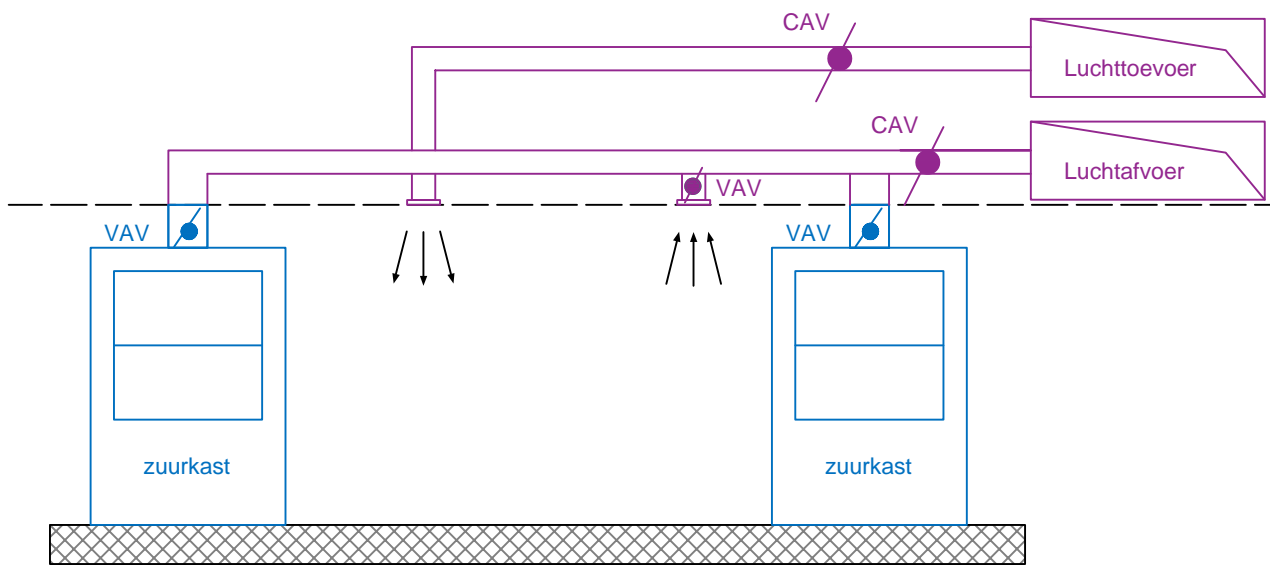 CAV
Luchttoevoer
CAV
Luchtafvoer
VAV
VAV
VAV
zuurkast
zuurkast